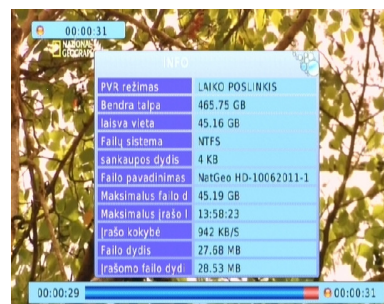 00:00:31
NATIONAL
GEOGRAPHIC
INFO
PVR režimas LAIKO POSLINKIS
Bendra talpa 465.75 GB
laisva vieta 45.16 GB
Failų sistema NTFS
sankaupos dydis 4 KB
Failo pavadinimas NatGeo HD-10062011-1
Maksimalus failo d 45.19 GB
Maksimalus įrašo l 13:58:23
Įrašo kokybė 942 KB/S
Failo dydis 27.68 MB
Įrašomo failo dydi 28.53 MB
00:00:29 00:00:31